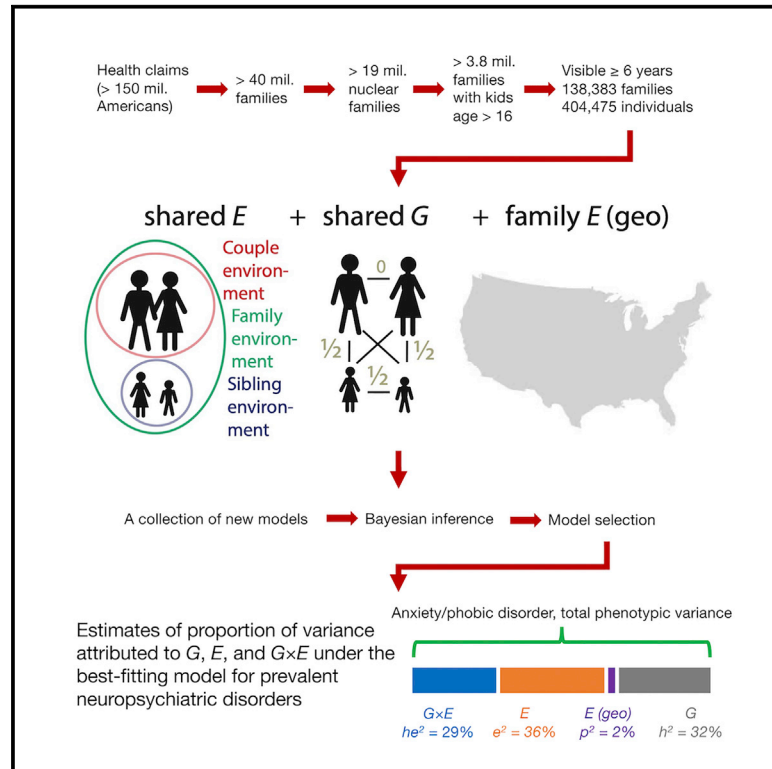 Health claims
(> 150 mil.
Americans)
> 40 mil.
families
> 19 mil.
nuclear
families
> 3.8 mil.
families
with kids
age > 16
Visible ≥ 6 years
138,383 families
404,475 individuals
shared E + shared G + family E (geo)
Couple
environ-
ment
Family
environ-
ment
Sibling
environ-
ment
0
½ ½
½
A collection of new models
Bayesian inference
Model selection
Estimates of proportion of variance
attributed to G, E, and G×E under the
best-fitting model for prevalent
neuropsychiatric disorders
Anxiety/phobic disorder, total phenotypic variance
G×E
he² = 29%
E
e² = 36%
E (geo)
p² = 2%
G
h² = 32%